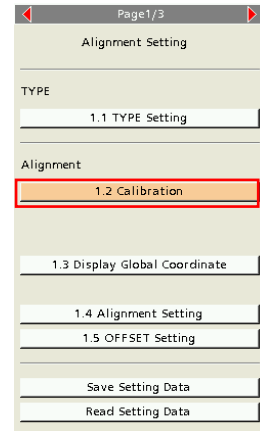 Page1/3
Alignment Setting
TYPE
1.1 TYPE Setting
Alignment
1.2 Calibration
1.3 Display Global Coordinate
1.4 Alignment Setting
1.5 OFFSET Setting
Save Setting Data
Read Setting Data